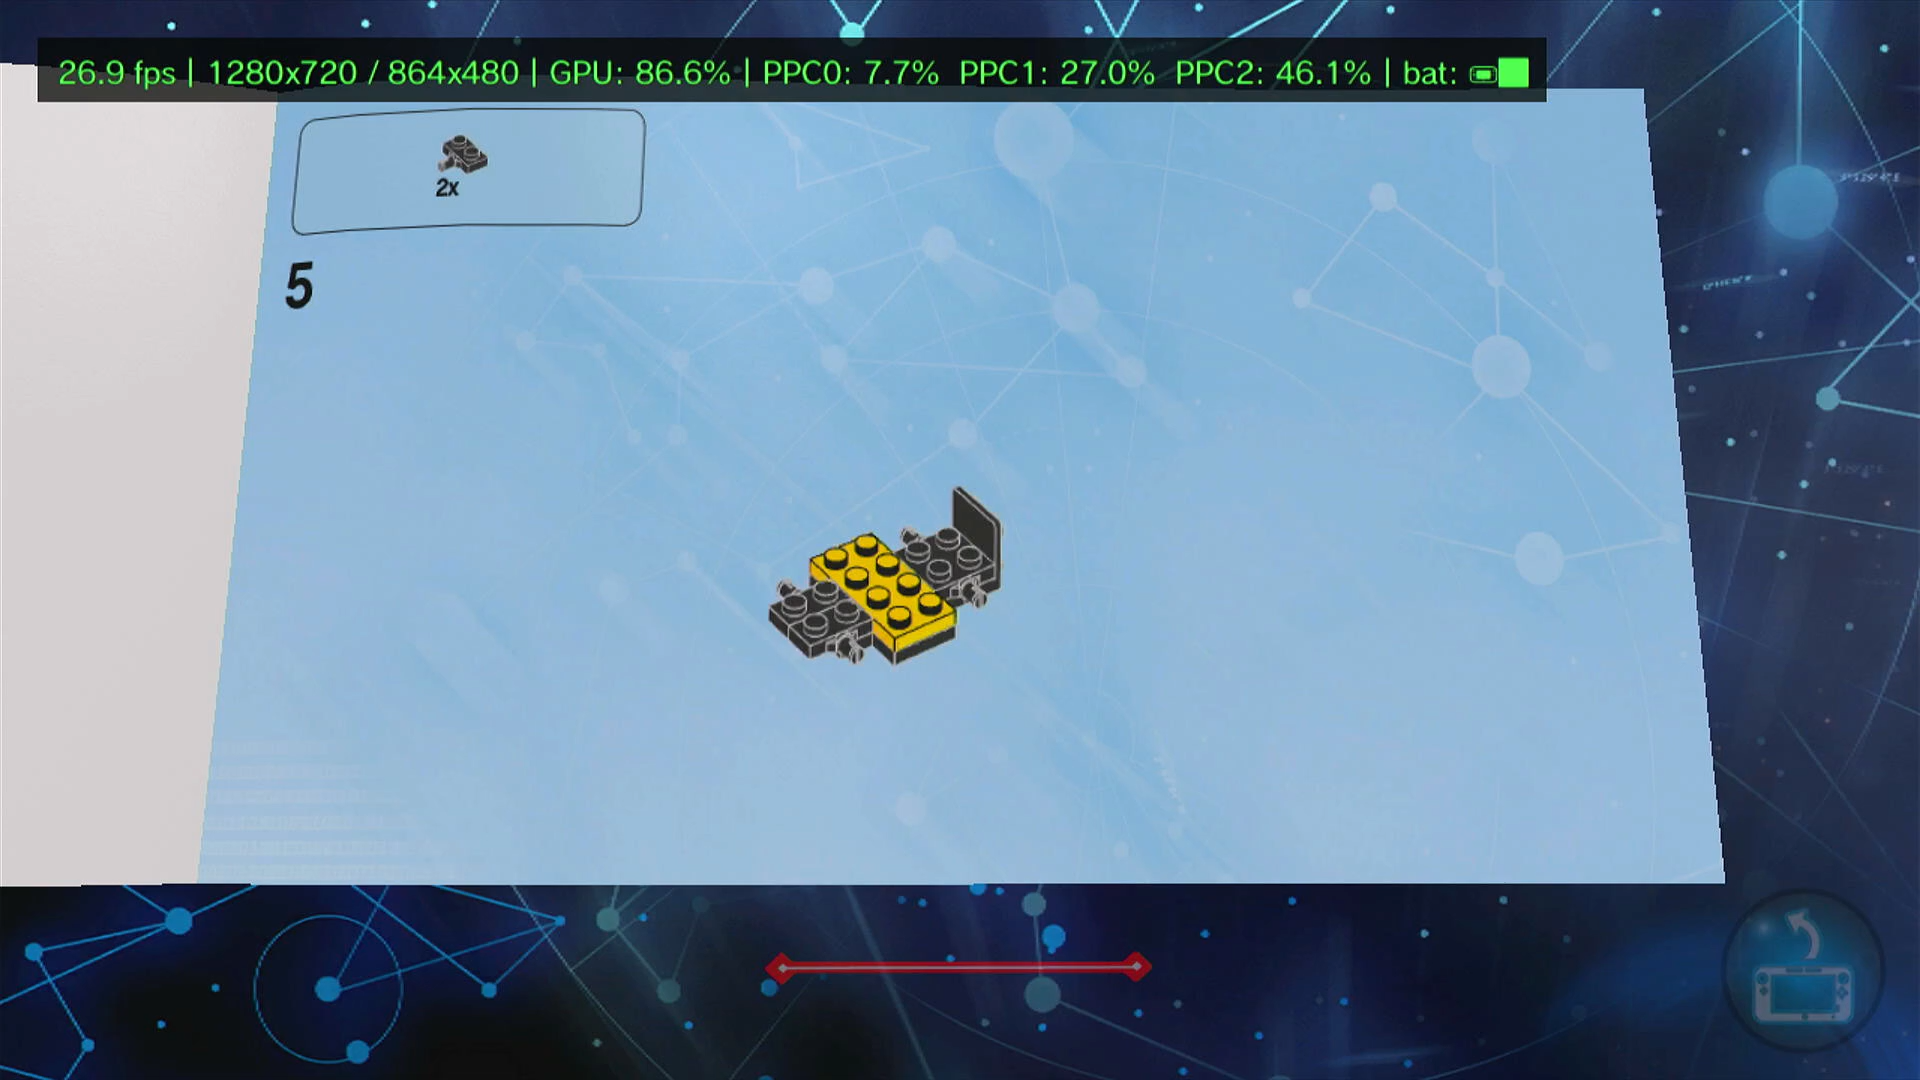 26.9 fps | 1280x720 / 864x480 | GPU: 86.6% | PPC0: 7.7% PPC1: 27.0% PPC2: 46.1% | bat:
2x
5